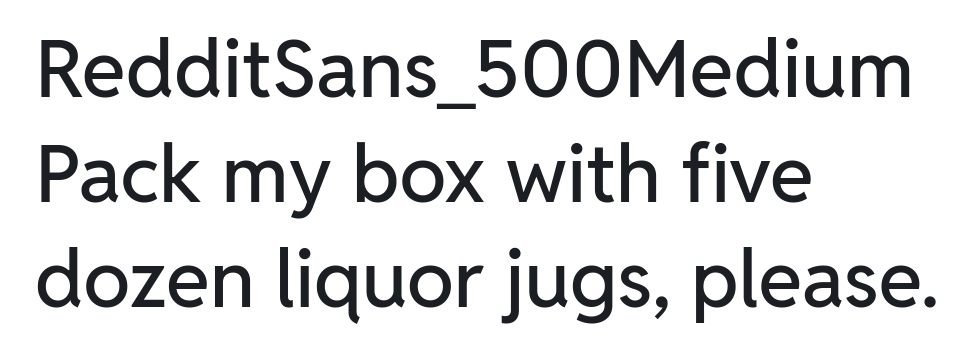 RedditSans_500Medium
Pack my box with five
dozen liquor jugs, please.